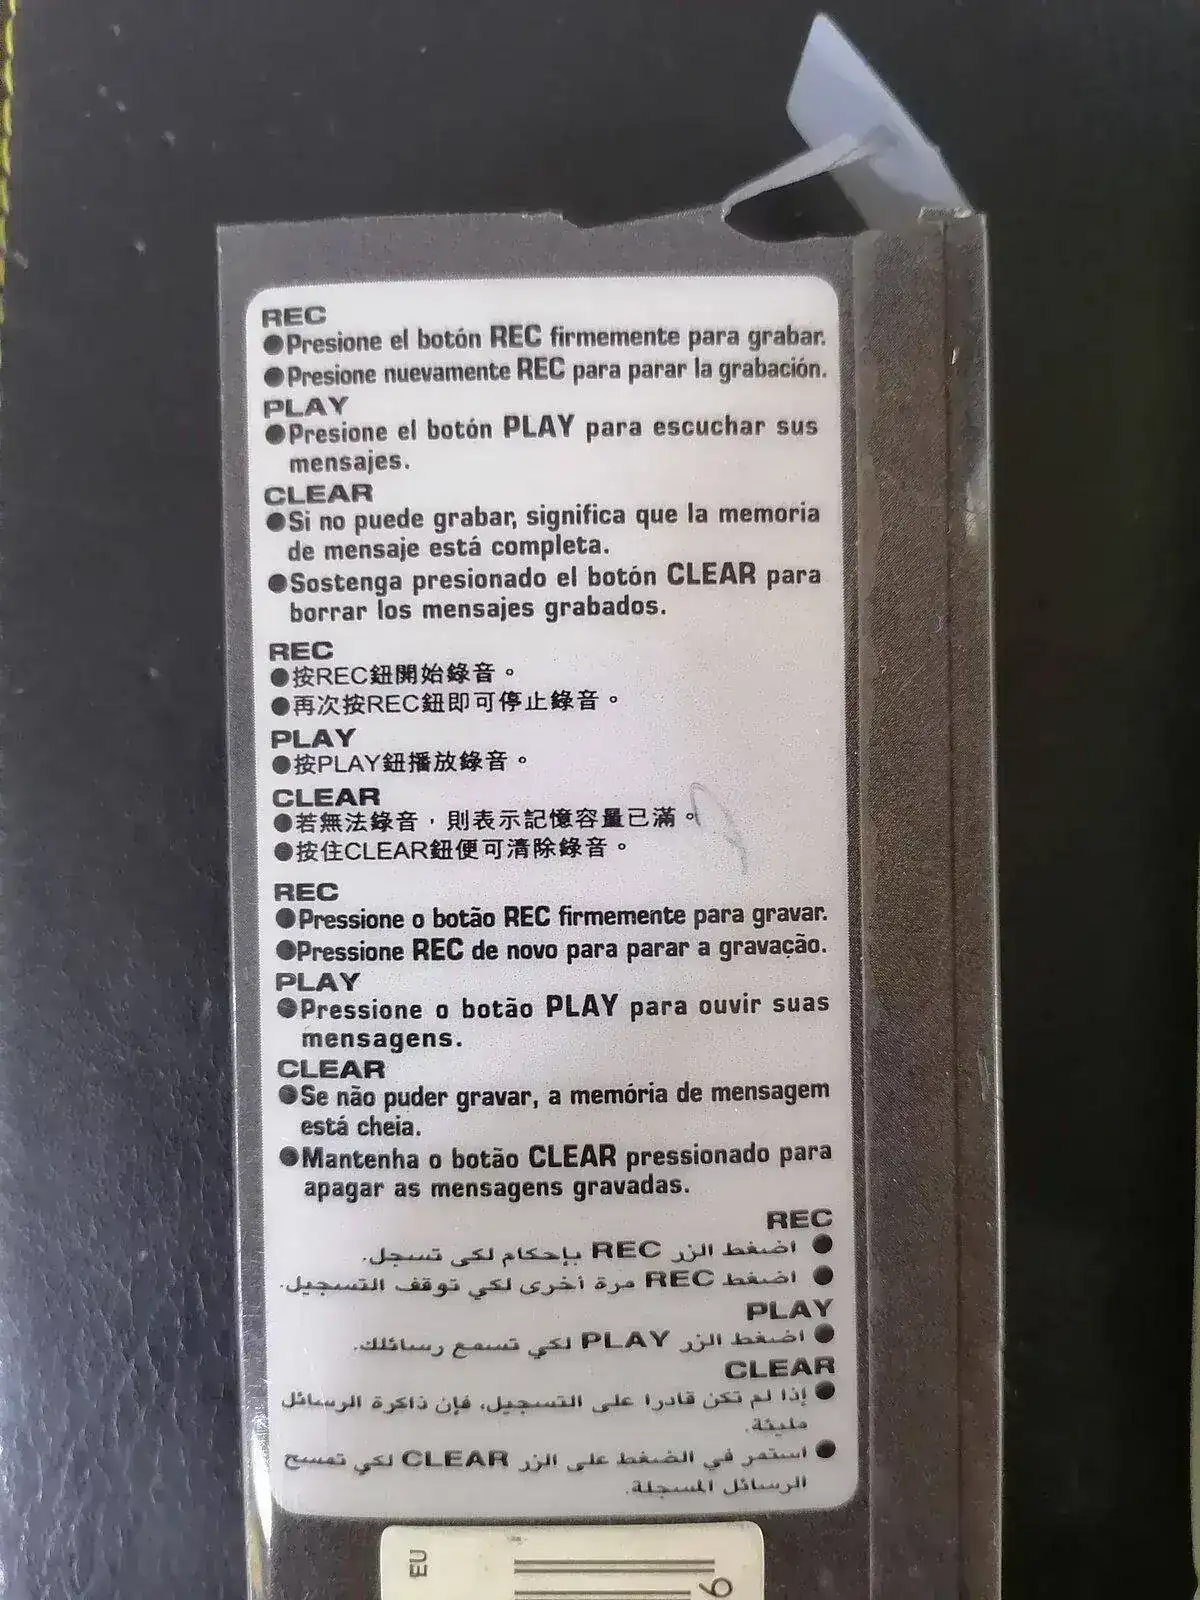 REC
●Presione el botón REC firmemente para grabar.
●Presione nuevamente REC para parar la grabación.
PLAY
●Presione el botón PLAY para escuchar sus
mensajes.
CLEAR
●Si no puede grabar, significa que la memoria
de mensaje está completa.
●Sostenga presionado el botón CLEAR para
borrar los mensajes grabados.
REC
●按REC鈕開始錄音。
●再次按REC鈕即可停止錄音。
PLAY
●按PLAY鈕播放錄音。
CLEAR
●若無法錄音，則表示記憶容量已滿。
●按住CLEAR鈕便可清除錄音。
REC
●Pressione o botão REC firmemente para gravar.
●Pressione REC de novo para parar a gravação.
PLAY
●Pressione o botão PLAY para ouvir suas
mensagens.
CLEAR
●Se não puder gravar, a memória de mensagem
está cheia.
●Mantenha o botão CLEAR pressionado para
apagar as mensagens gravadas.
REC
● اضغط الزر REC بإحكام لكي تسجل.
● اضغط REC مرة أخرى لكي توقف التسجيل.
PLAY
● اضغط الزر PLAY لكي تسمع رسائلك.
CLEAR
● إذا لم تكن قادرا على التسجيل، فإن ذاكرة الرسائل
مليئة.
● استمر في الضغط على الزر CLEAR لكي تمسح
الرسائل المسجلة.
EU
9